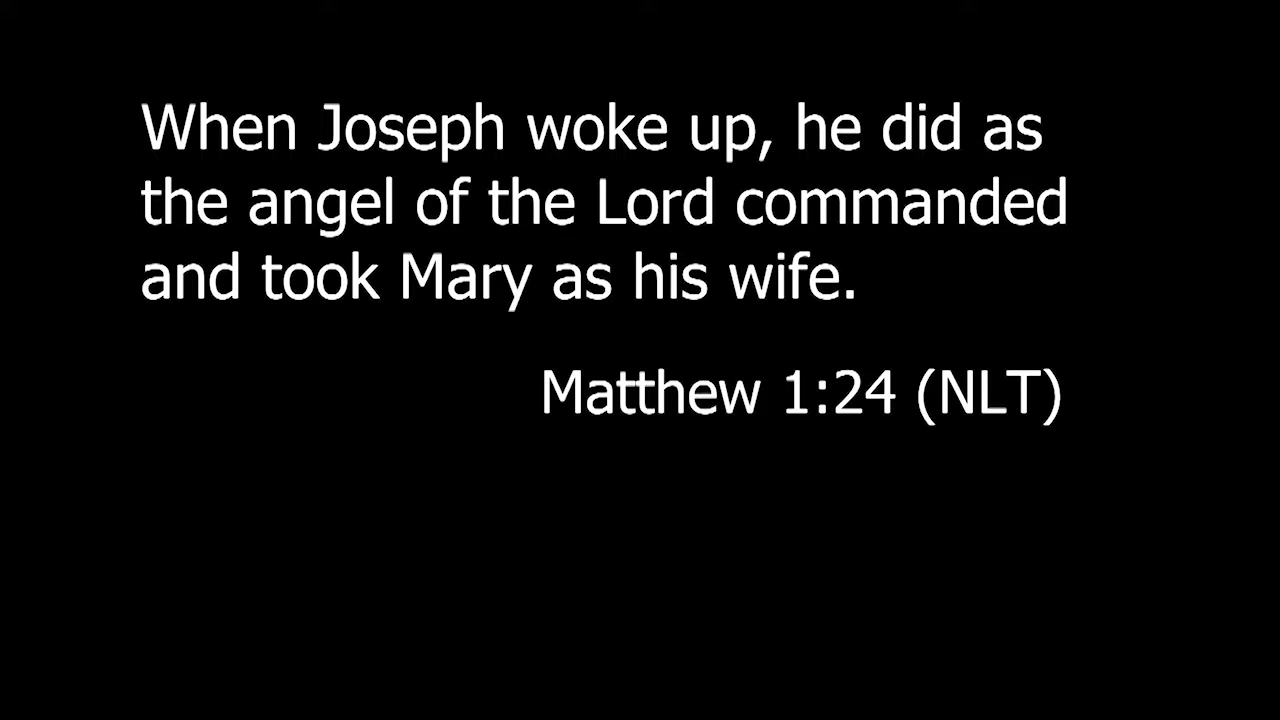 When Joseph woke up, he did as
the angel of the Lord commanded
and took Mary as his wife.
Matthew 1:24 (NLT)